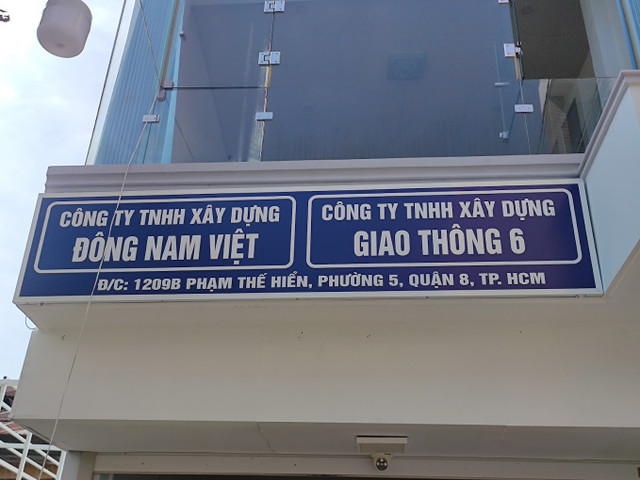 CÔNG TY TNHH XÂY DỰNG
ĐÔNG NAM VIỆT
CÔNG TY TNHH XÂY DỰNG
GIAO THÔNG 6
Đ/C: 1209B PHẠM THẾ HIỂN, PHƯỜNG 5, QUẬN 8, TP. HCM